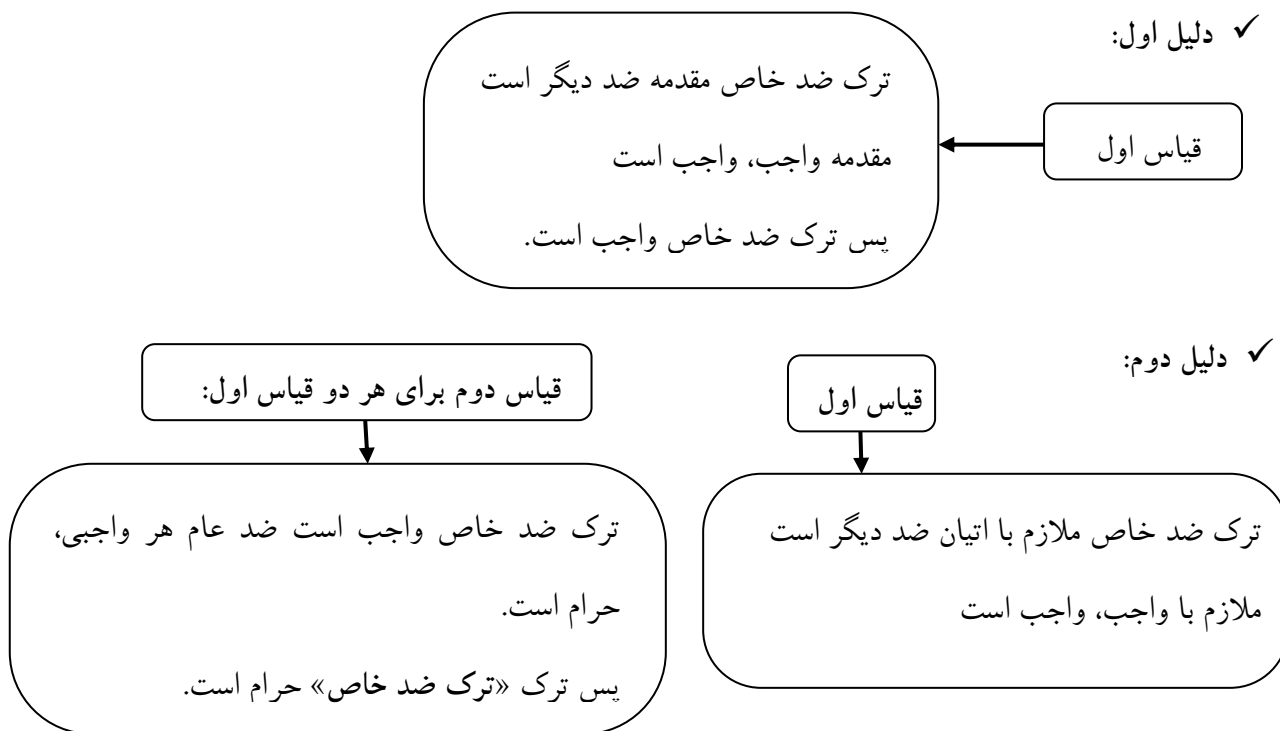 ✓ دلیل اول:
قیاس اول
ترک ضد خاص مقدمه ضد دیگر است
مقدمه واجب، واجب است
پس ترک ضد خاص واجب است.
✓ دلیل دوم:
قیاس اول
ترک ضد خاص ملازم با اتیان ضد دیگر است
ملازم با واجب، واجب است
قیاس دوم برای هر دو قیاس اول:
ترک ضد خاص واجب است ضد عام هر واجبی،
حرام است.
پس ترک «ترک ضد خاص» حرام است.